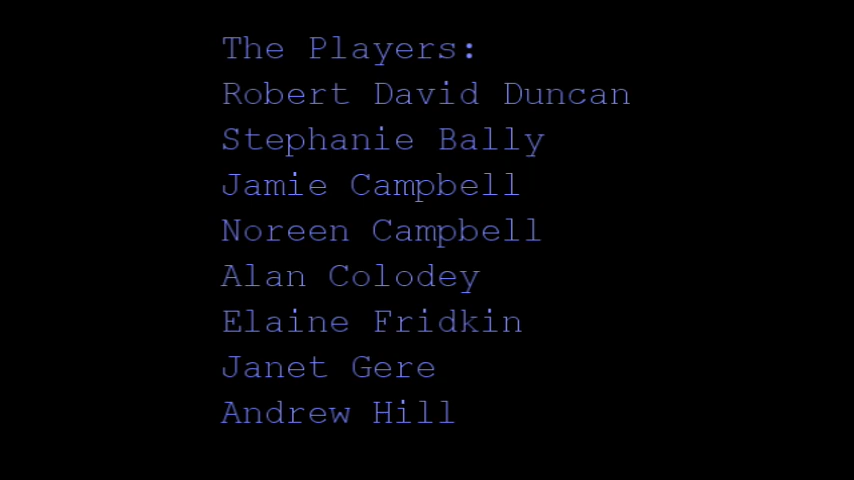 The Players:
Robert David Duncan
Stephanie Bally
Jamie Campbell
Noreen Campbell
Alan Colodey
Elaine Fridkin
Janet Gere
Andrew Hill